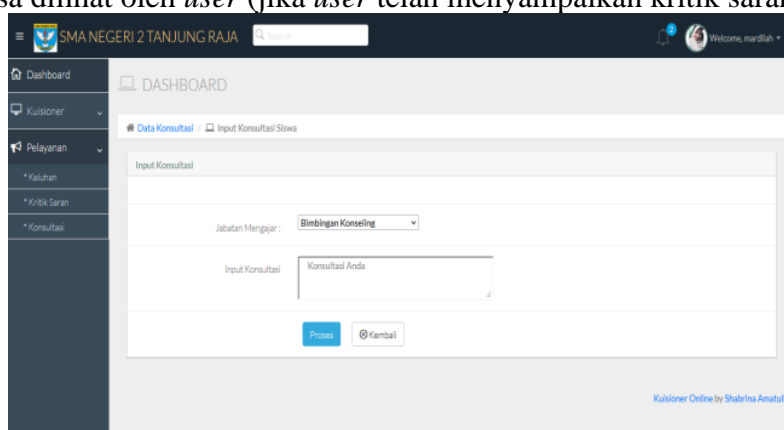 sa dilihat oleh user (jika user telah menyampaikan kritik saran
SMA NEGERI 2 TANJUNG RAJA
Search
2
Welcome, mardliah
Dashboard
DASHBOARD
Kuisioner
Data Konsultasi / Input Konsultasi Siswa
Pelayanan
Input Konsultasi
* Keluhan
* Kritik Saran
* Konsultasi
Jabatan Mengajar :
Bimbingan Konseling
Input Konsultasi
Konsultasi Anda
Proses
Kembali
Kuisioner Online by Shabrina Amatul